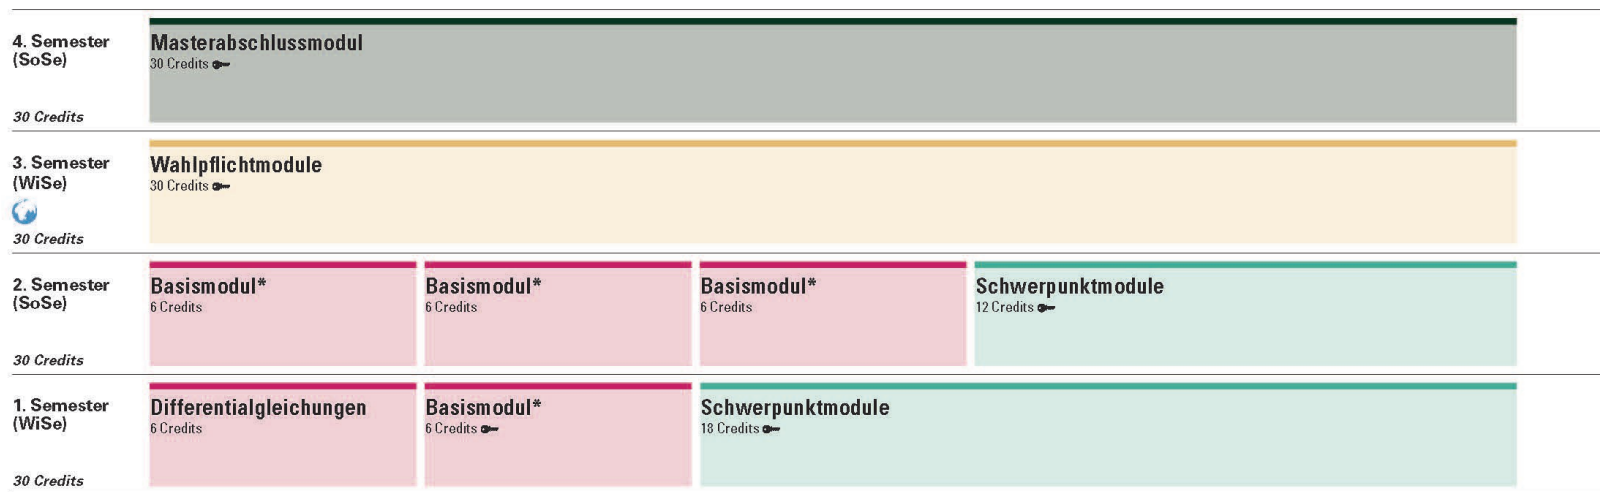 4. Semester
(SoSe)
30 Credits
Masterabschlussmodul
30 Credits
3. Semester
(WiSe)
30 Credits
Wahlpflichtmodule
30 Credits
2. Semester
(SoSe)
30 Credits
Basismodul*
6 Credits
Basismodul*
6 Credits
Basismodul*
6 Credits
Schwerpunktmodule
12 Credits
1. Semester
(WiSe)
30 Credits
Differentialgleichungen
6 Credits
Basismodul*
6 Credits
Schwerpunktmodule
18 Credits